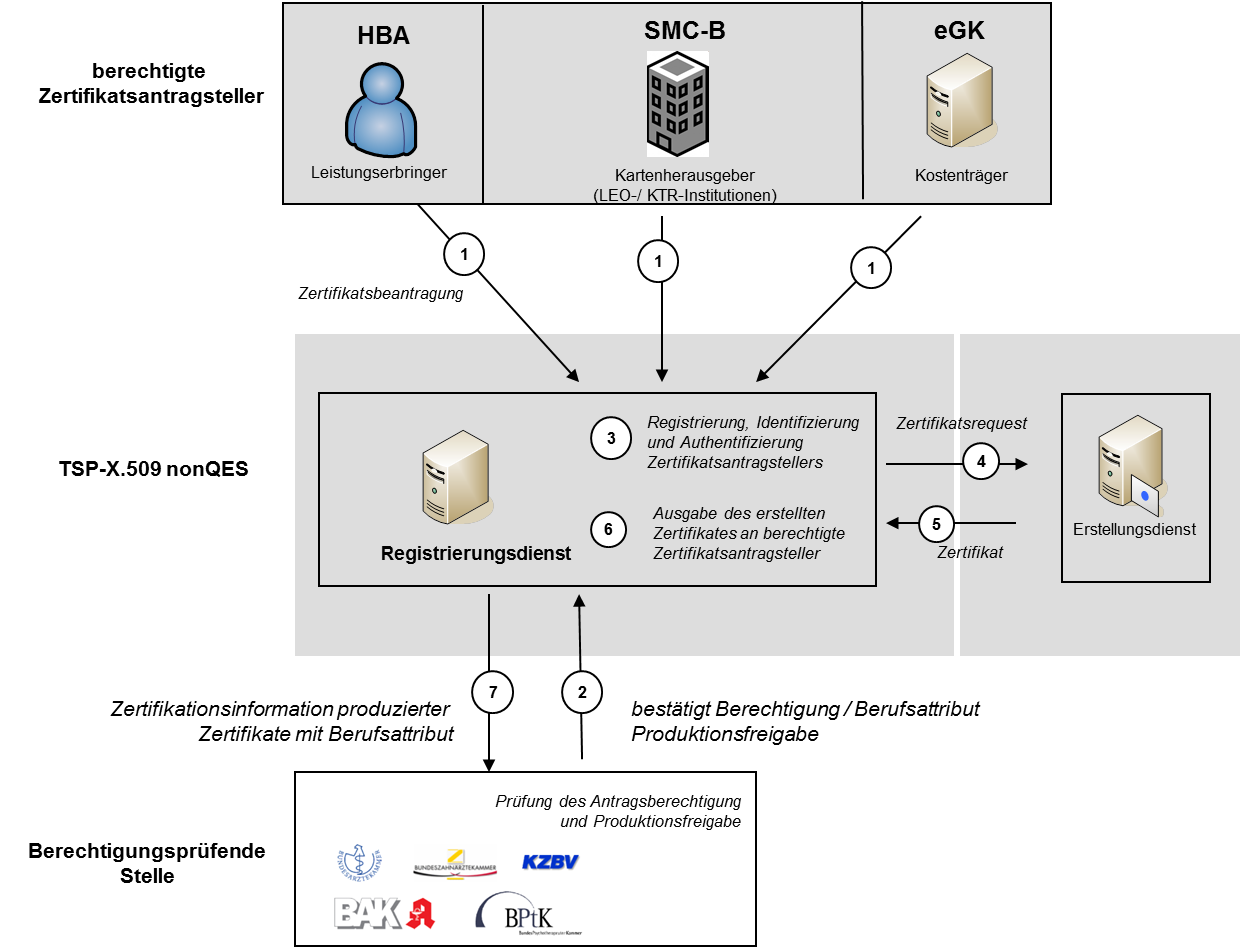 HBA
SMC-B
eGK
berechtigte
Zertifikatsantragsteller
Leistungserbringer
Kartenherausgeber
(LEO-/ KTR-Institutionen)
Kostenträger
1
1
1
Zertifikatsbeantragung
TSP-X.509 nonQES
3
Registrierung, Identifizierung
und Authentifizierung
Zertifikatsantragstellers
6
Ausgabe des erstellten
Zertifikates an berechtigte
Zertifikatsantragsteller
Registrierungsdienst
Zertifikatsrequest
4
5
Zertifikat
Erstellungsdienst
7
2
Zertifikationsinformation produzierter
Zertifikate mit Berufsattribut
bestätigt Berechtigung / Berufsattribut
Produktionsfreigabe
Berechtigungsprüfende
Stelle
Prüfung des Antragsberechtigung
und Produktionsfreigabe
BUNDESÄRZTEKAMMER
BUNDESZAHNÄRZTEKAMMER
KZBV
BAK
BPtK
BundesPsychotherapeutenKammer